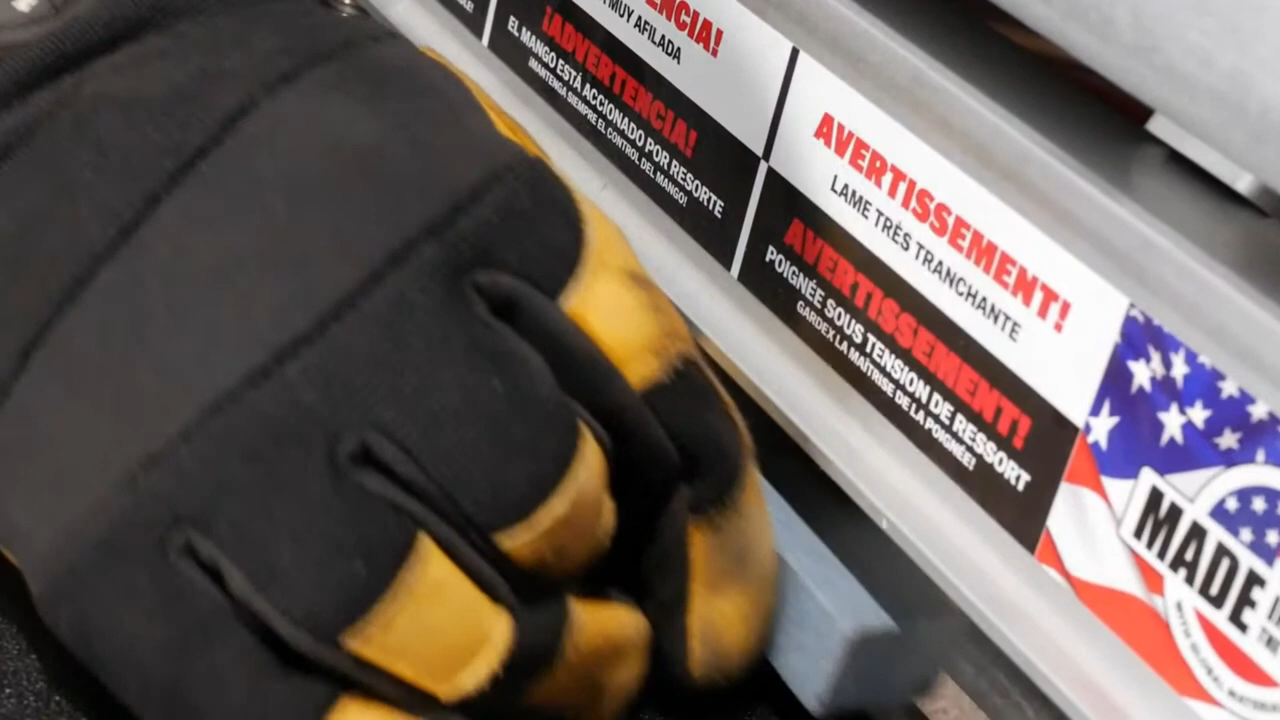 MUY AFILADA
¡ADVERTENCIA!
EL MANGO ESTÁ ACCIONADO POR RESORTE
¡MANTENGA SIEMPRE EL CONTROL DEL MANGO!
AVERTISSEMENT!
LAME TRÉS TRANCHANTE
AVERTISSEMENT!
POIGNÉE SOUS TENSION DE RESSORT
GARDEX LA MAÎTRISE DE LA POIGNÉE!
MADE